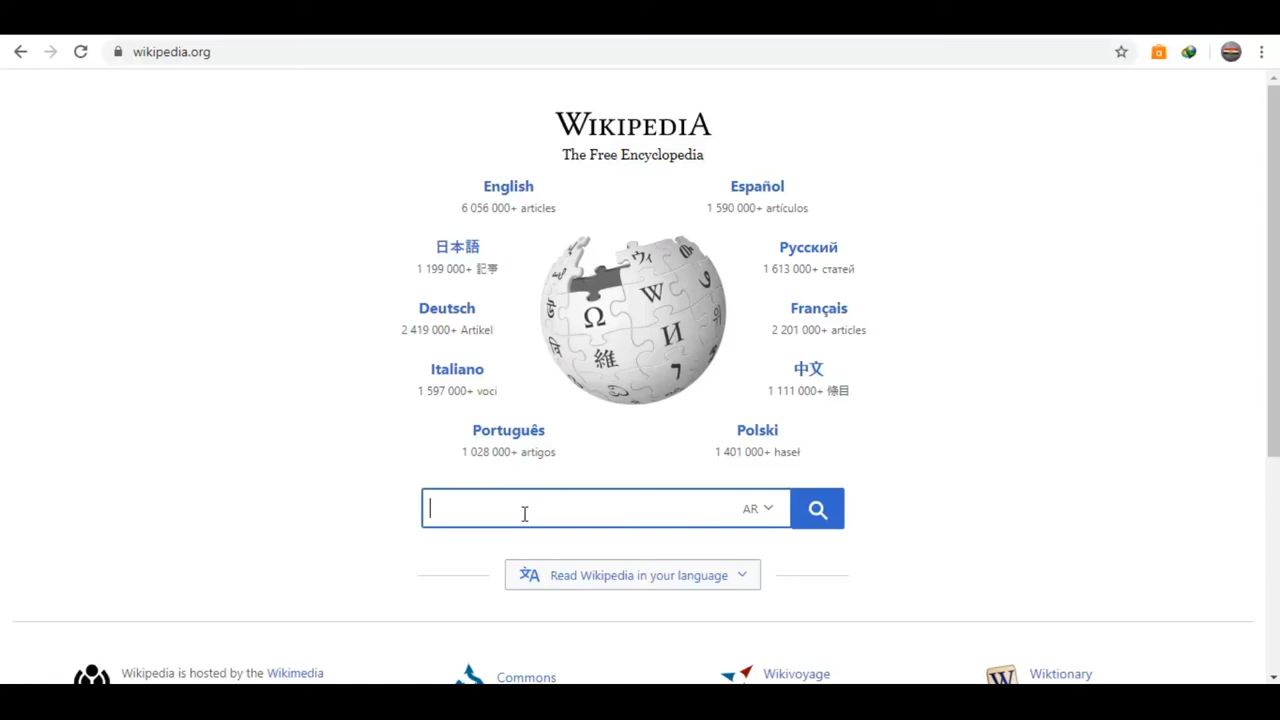 wikipedia.org
WIKIPEDIA
The Free Encyclopedia
English
6 056 000+ articles
Español
1 590 000+ artículos
日本語
1 199 000+ 記事
Русский
1 613 000+ статей
Deutsch
2 419 000+ Artikel
Français
2 201 000+ articles
Italiano
1 597 000+ voci
中文
1 111 000+ 條目
Português
1 028 000+ artigos
Polski
1 401 000+ haseł
Ω
W
И
維
ウィ
7
AR
Read Wikipedia in your language
Wikipedia is hosted by the Wikimedia
Commons
Wikivoyage
W
Wiktionary